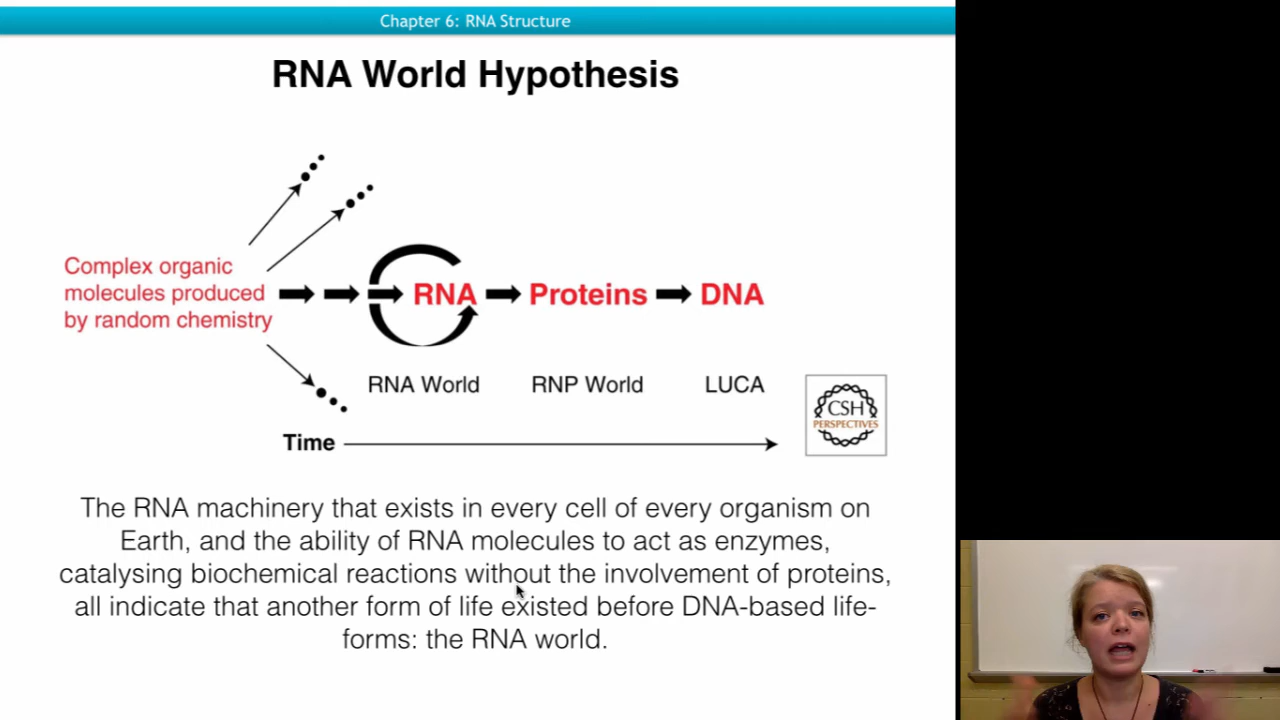 Chapter 6: RNA Structure
RNA World Hypothesis
Complex organic
molecules produced
by random chemistry
RNA
Proteins
DNA
RNA World
RNP World
LUCA
CSH
PERSPECTIVES
Time
The RNA machinery that exists in every cell of every organism on
Earth, and the ability of RNA molecules to act as enzymes,
catalysing biochemical reactions without the involvement of proteins,
all indicate that another form of life existed before DNA-based life-
forms: the RNA world.